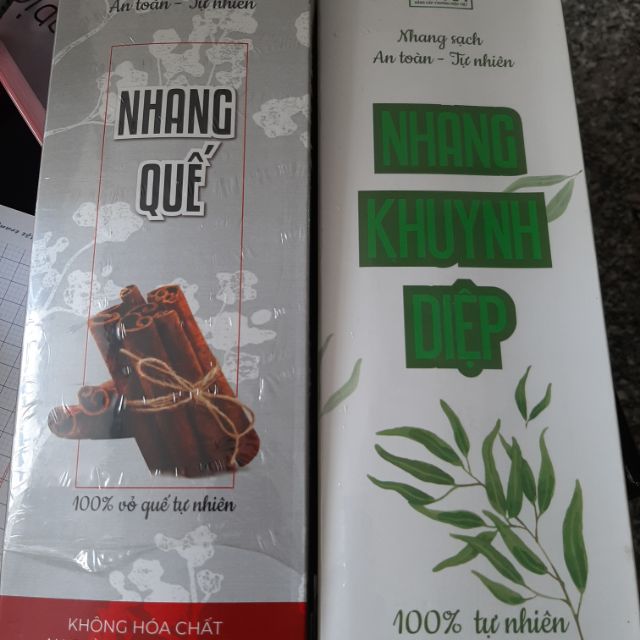 An toàn - Tự nhiên
NHANG
QUẾ
100% vỏ quế tự nhiên
KHÔNG HÓA CHẤT
Nhang sạch
An toàn - Tự nhiên
NHANG
KHUYNH
DIỆP
100% tự nhiên